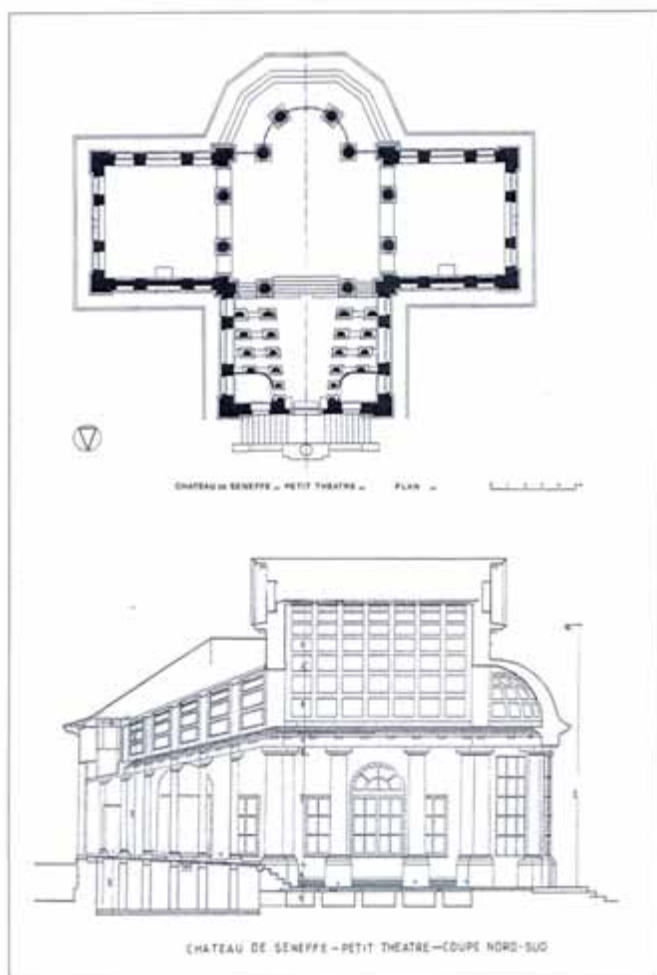 CHATEAU DE SENEFFE — PETIT THEATRE — PLAN
CHATEAU DE SENEFFE — PETIT THEATRE — COUPE NORD-SUD